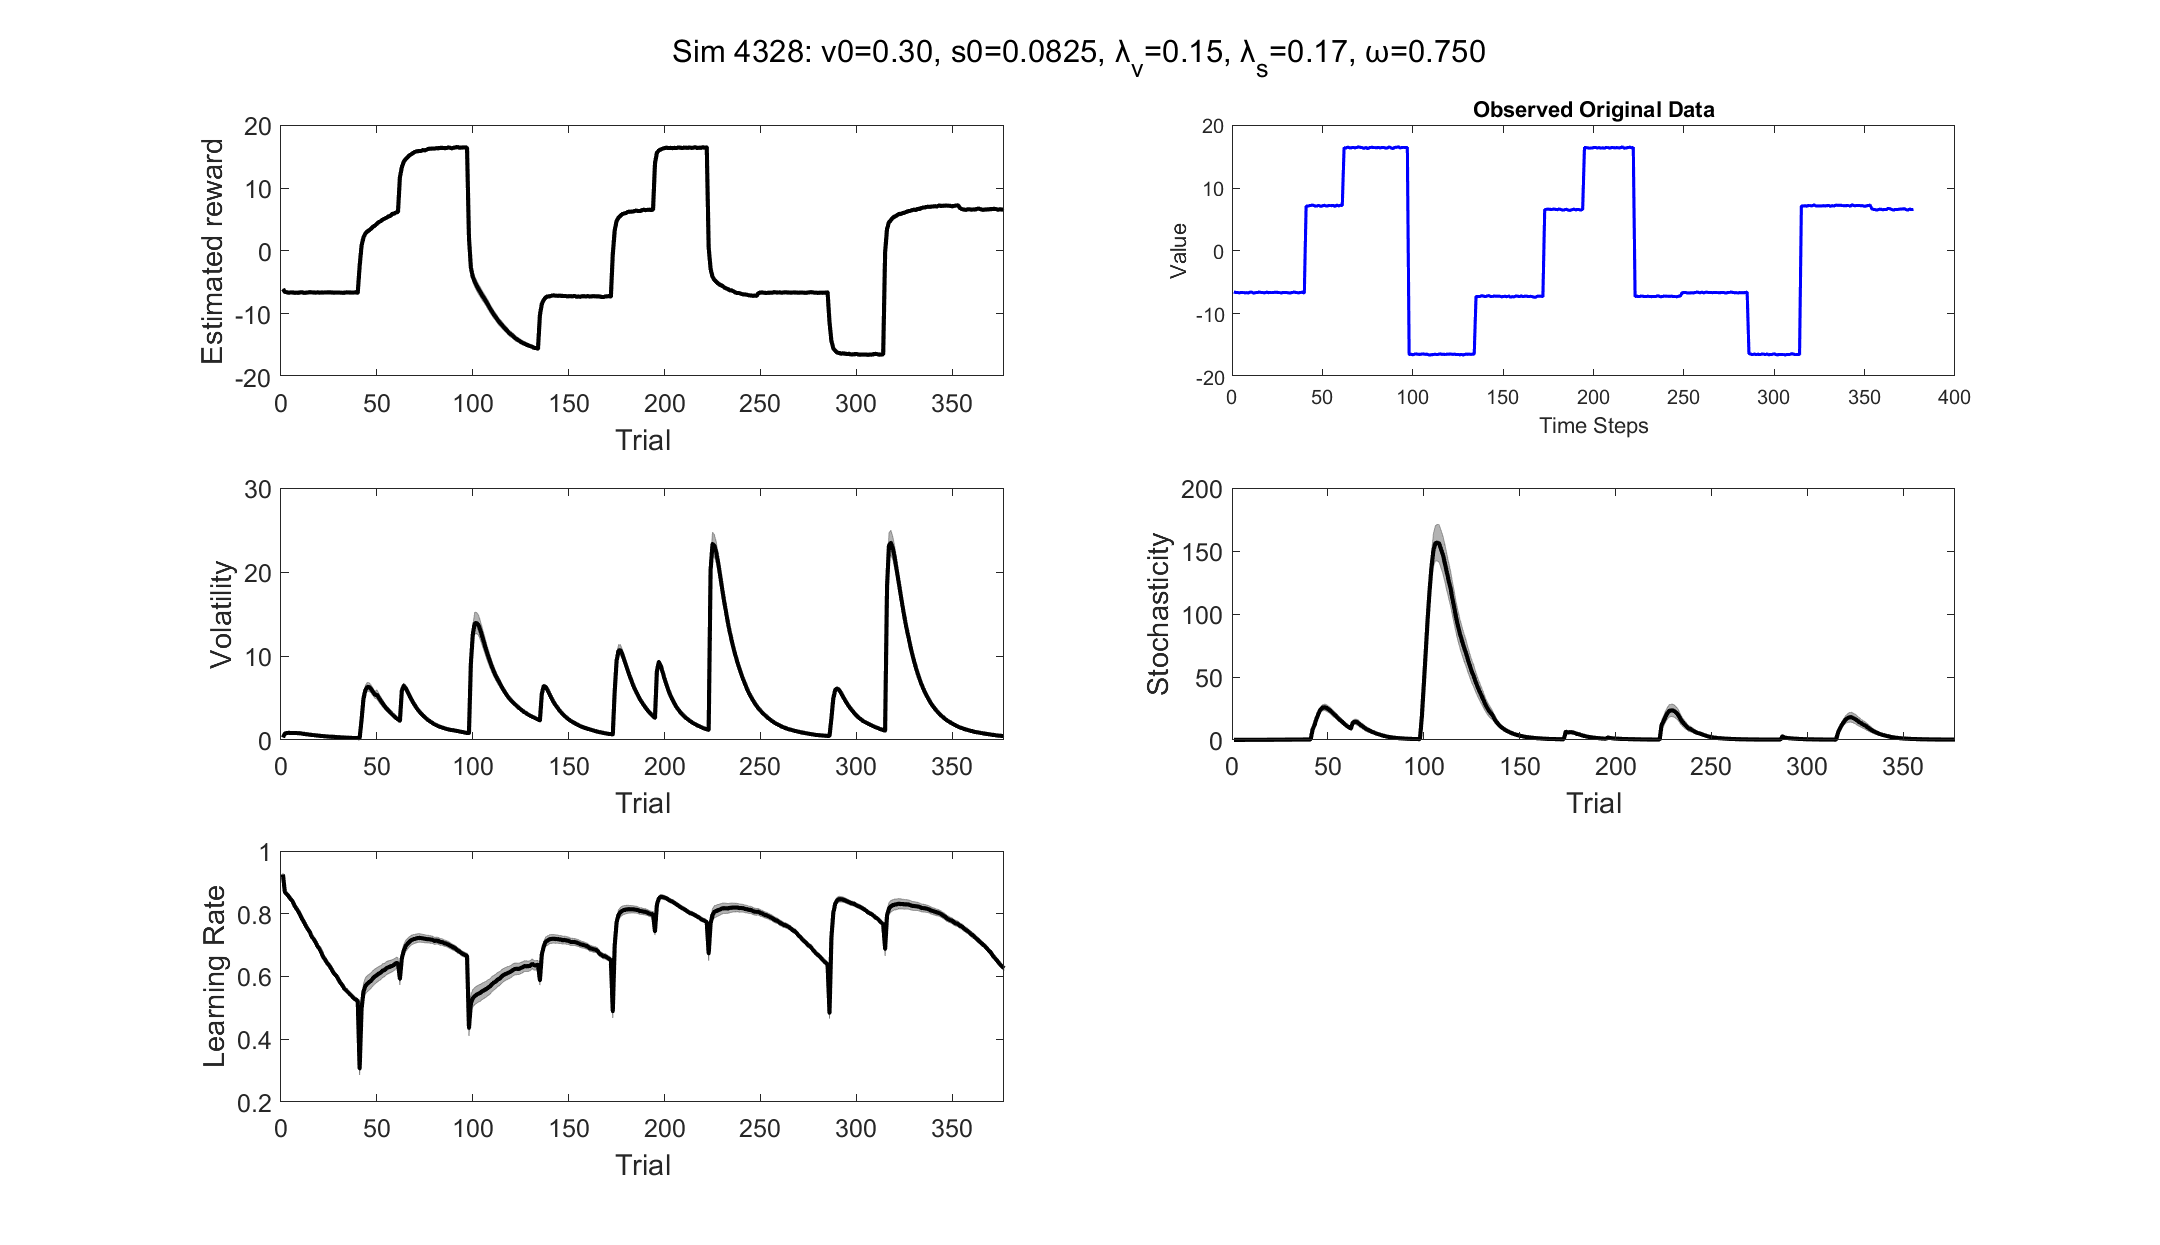 Sim 4328: v0=0.30, s0=0.0825, λ_v=0.15, λ_s=0.17, ω=0.750
Estimated reward
20
10
0
-10
-20
0 50 100 150 200 250 300 350
Trial
Observed Original Data
Value
20
10
0
-10
-20
0 50 100 150 200 250 300 350 400
Time Steps
Volatility
30
20
10
0
0 50 100 150 200 250 300 350
Trial
Stochasticity
200
150
100
50
0
0 50 100 150 200 250 300 350
Trial
Learning Rate
1
0.8
0.6
0.4
0.2
0 50 100 150 200 250 300 350
Trial